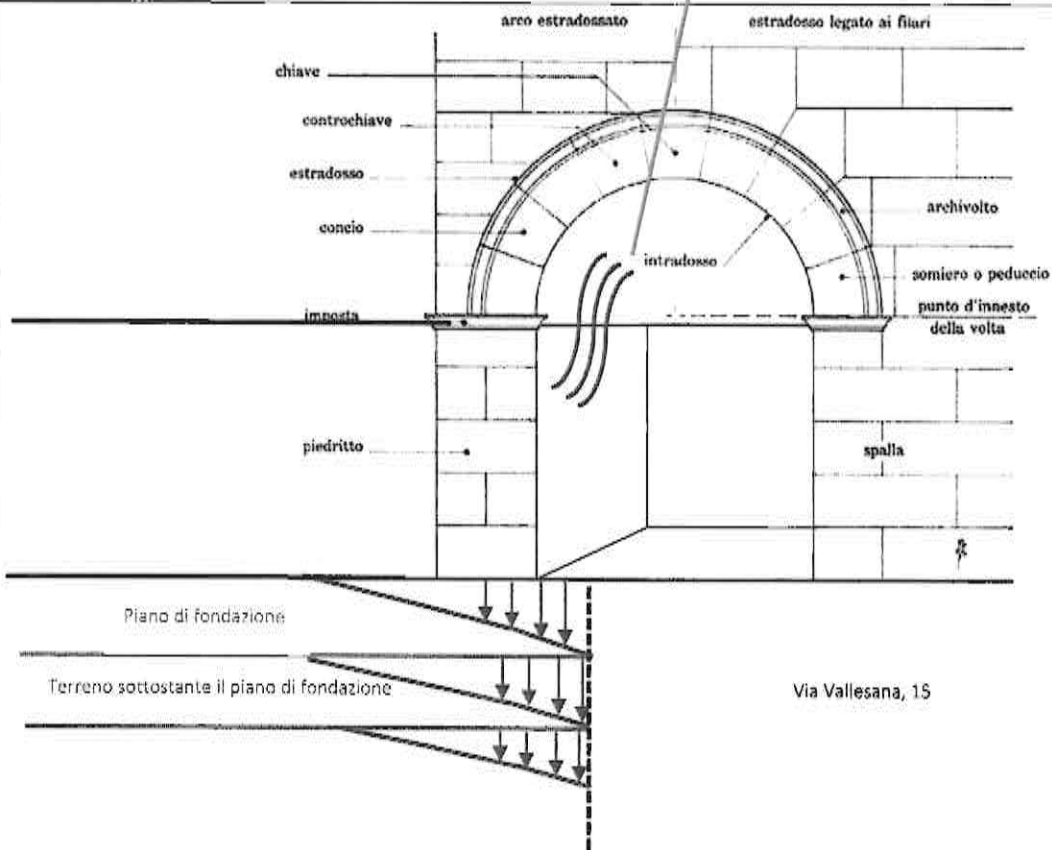 arco estradossato
estradosso legato ai filari
chiave
controchiave
estradosso
concio
archivolto
intradosso
somiero o peduccio
imposta
punto d'innesto
della volta
piedritto
spalla
Piano di fondazione
Terreno sottostante il piano di fondazione
Via Vallesana, 15